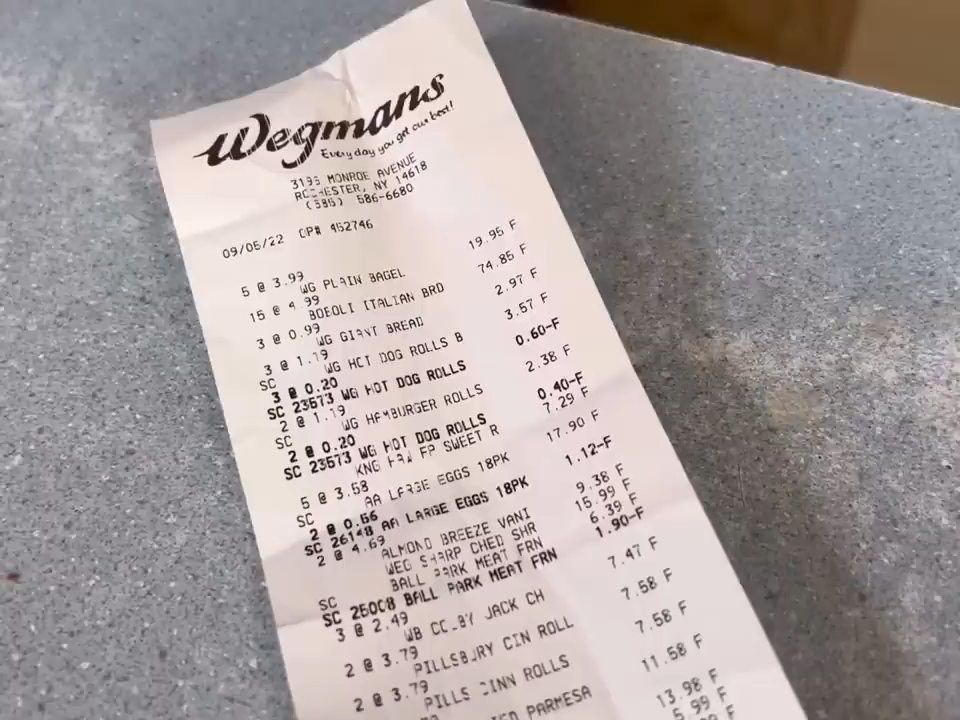 Wegmans
Everyday you get our best!
3195 MONROE AVENUE
ROCHESTER, NY 14618
(585) 586-6680
09/05/22 OP# 452746
5 @ 3.99
WG PLAIN BAGEL 19.95 F
15 @ 4.99
BOBOLI ITALIAN BRD 74.85 F
3 @ 0.99
WG GIANT BREAD 2.97 F
3 @ 1.19
SC WG HOT DOG ROLLS B 3.57 F
3 @ 0.20
SC 23573 WG HOT DOG ROLLS 0.60-F
2 @ 1.19
SC WG HAMBURGER ROLLS 2.38 F
2 @ 0.20
SC 23573 WG HOT DOG ROLLS 0.40-F
KNG HAW FP SWEET R 7.29 F
5 @ 3.58
SC AA LARGE EGGS 18PK 17.90 F
2 @ 0.56
SC 26148 AA LARGE EGGS 18PK 1.12-F
2 @ 4.69
ALMOND BREEZE VANI 9.38 F
WEG SHARP CHED SHR 15.99 F
SC BALL PARK MEAT FRN 6.39 F
SC 25008 BALL PARK MEAT FRN 1.90-F
3 @ 2.49
WB COLBY JACK CH 7.47 F
2 @ 3.79
PILLSBURY CIN ROLL 7.58 F
2 @ 3.79
PILLS CINN ROLLS 7.58 F
PARMESA 11.58 F
13.98 F
5.99 F